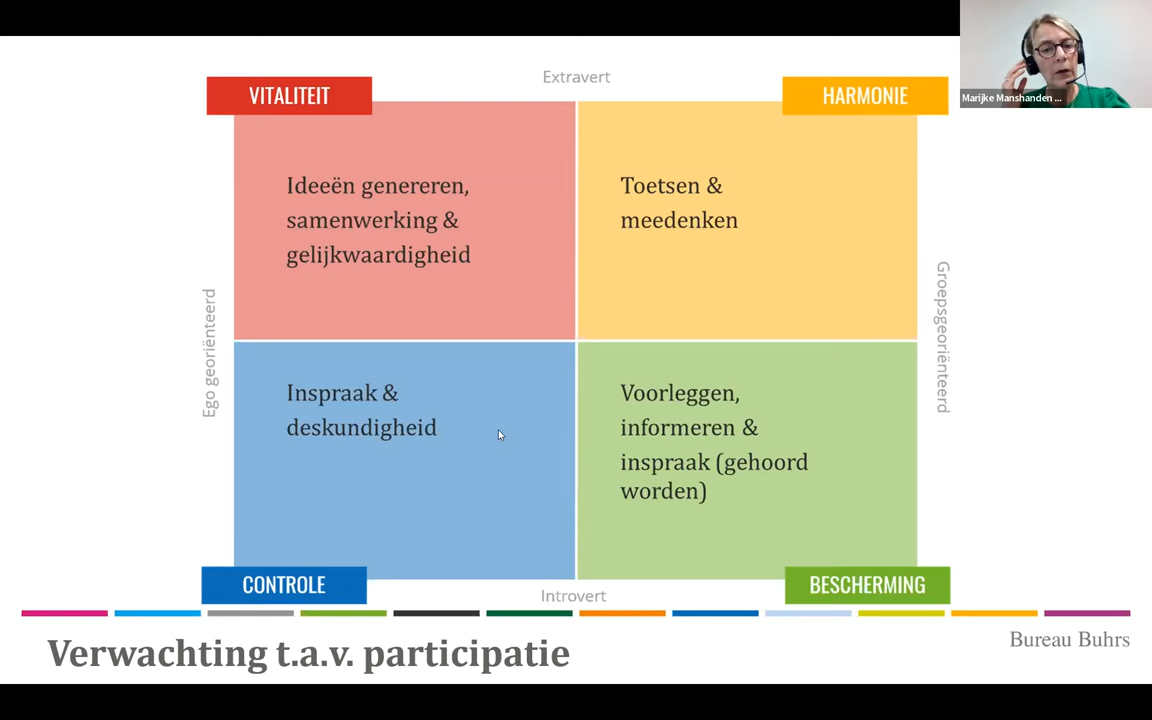 Extravert
VITALITEIT
HARMONIE
Marijke Manshanden ...
Ideeën genereren,
samenwerking &
gelijkwaardigheid
Toetsen &
meedenken
Ego georiënteerd
Groepsgeoriënteerd
Inspraak &
deskundigheid
Voorleggen,
informeren &
inspraak (gehoord
worden)
CONTROLE
BESCHERMING
Introvert
Verwachting t.a.v. participatie
Bureau Buhrs